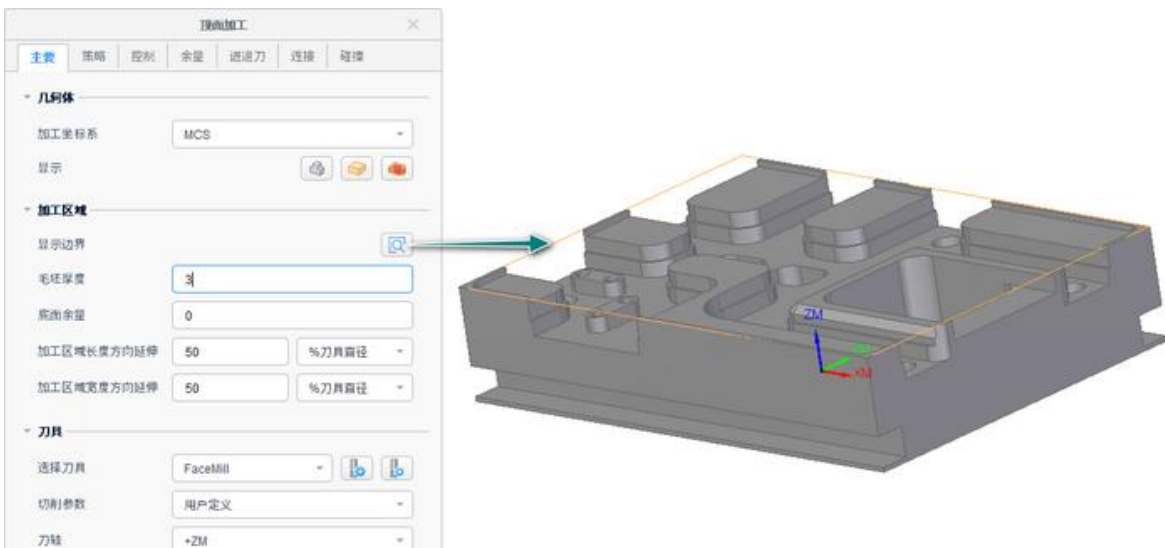 顶面加工
主要 策略 控制 余量 进退刀 连接 碰撞
几何体
加工坐标系 MCS
显示
加工区域
显示边界
毛坯厚度 3
底面余量 0
加工区域长度方向延伸 50 %刀具直径
加工区域宽度方向延伸 50 %刀具直径
刀具
选择刀具 FaceMill
切削参数 用户定义
刀轴 +ZM
ZM
XM